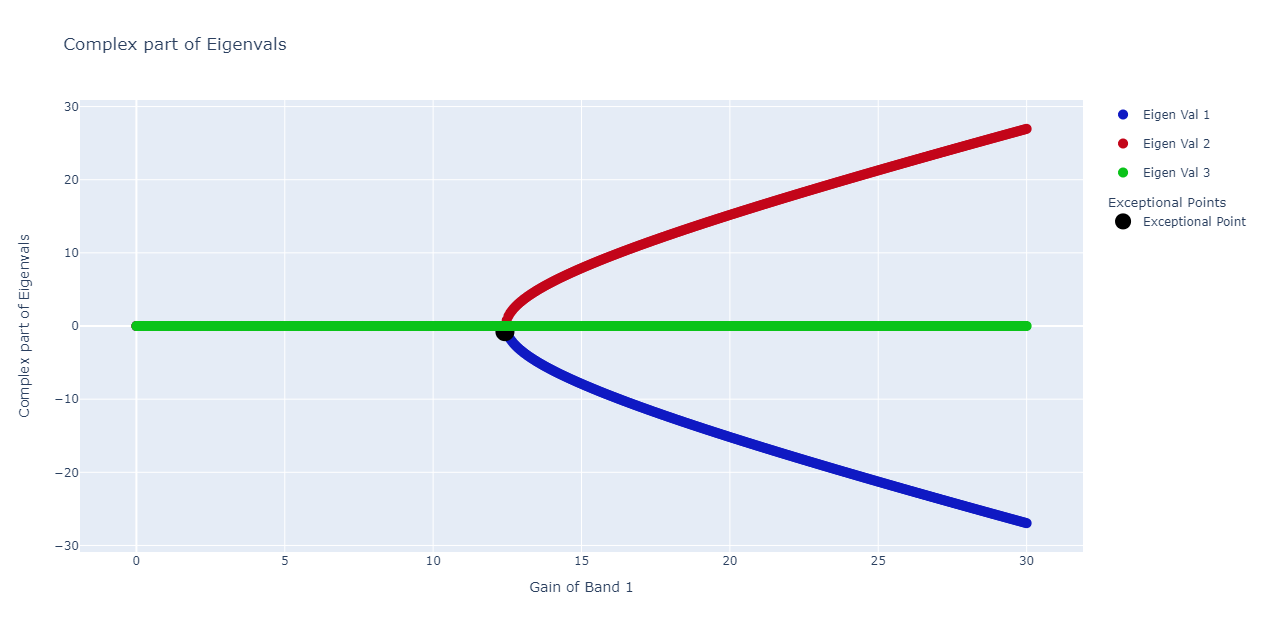 Complex part of Eigenvals
Complex part of Eigenvals
30
20
10
0
−10
−20
−30
0
5
10
15
20
25
30
Gain of Band 1
Eigen Val 1
Eigen Val 2
Eigen Val 3
Exceptional Points
Exceptional Point